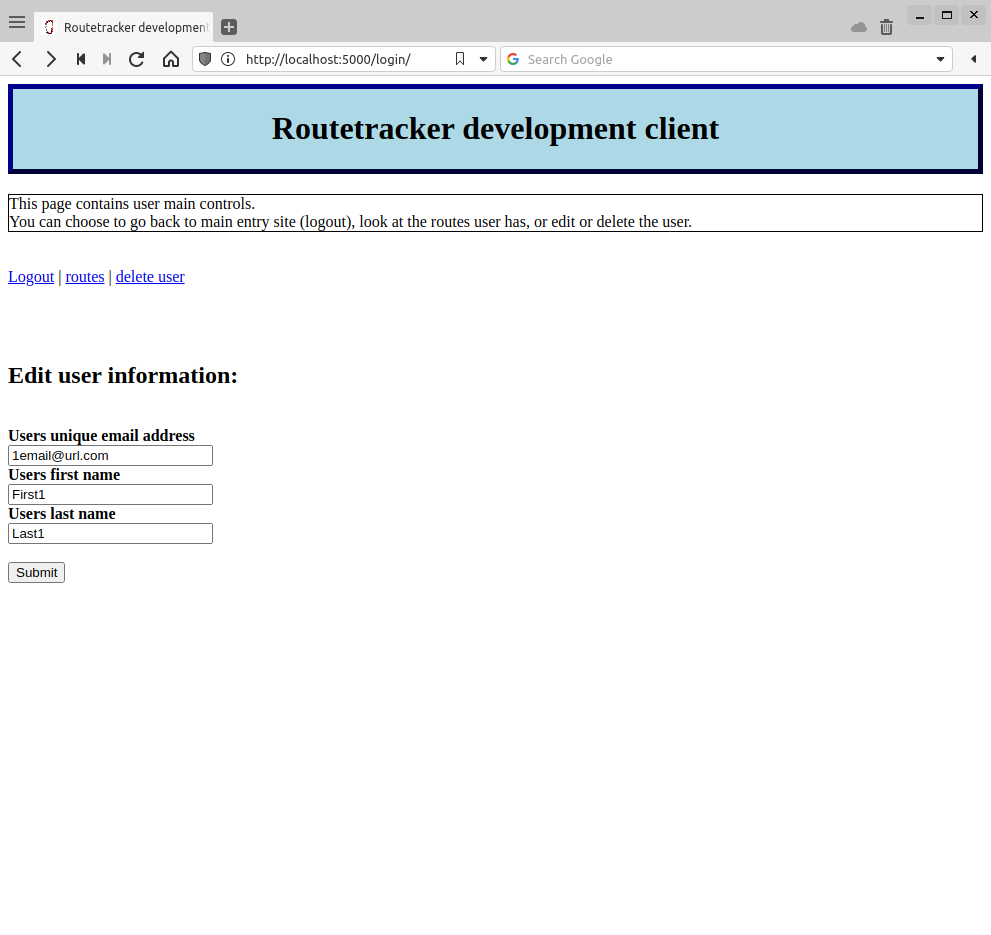 Routetracker development
http://localhost:5000/login/
Search Google
Routetracker development client
This page contains user main controls.
You can choose to go back to main entry site (logout), look at the routes user has, or edit or delete the user.
Logout | routes | delete user
Edit user information:
Users unique email address
1email@url.com
Users first name
First1
Users last name
Last1
Submit